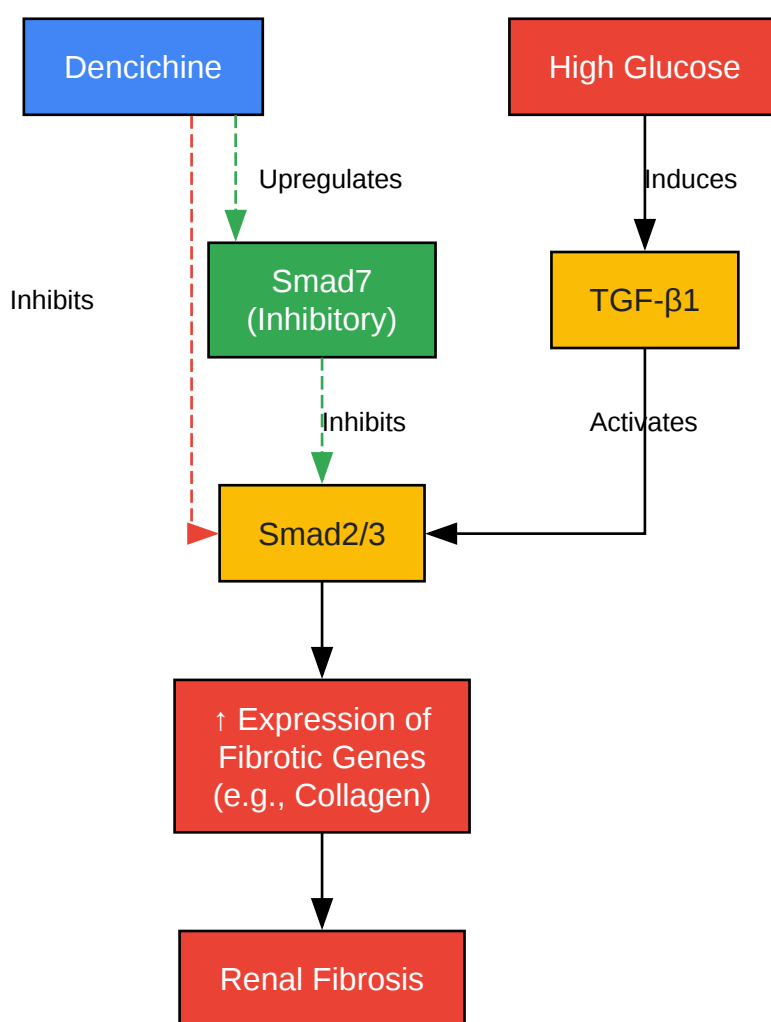 Dencichine
High Glucose
Upregulates
Induces
Smad7
(Inhibitory)
TGF-β1
Inhibits
Inhibits
Activates
Smad2/3
↑ Expression of
Fibrotic Genes
(e.g., Collagen)
Renal Fibrosis